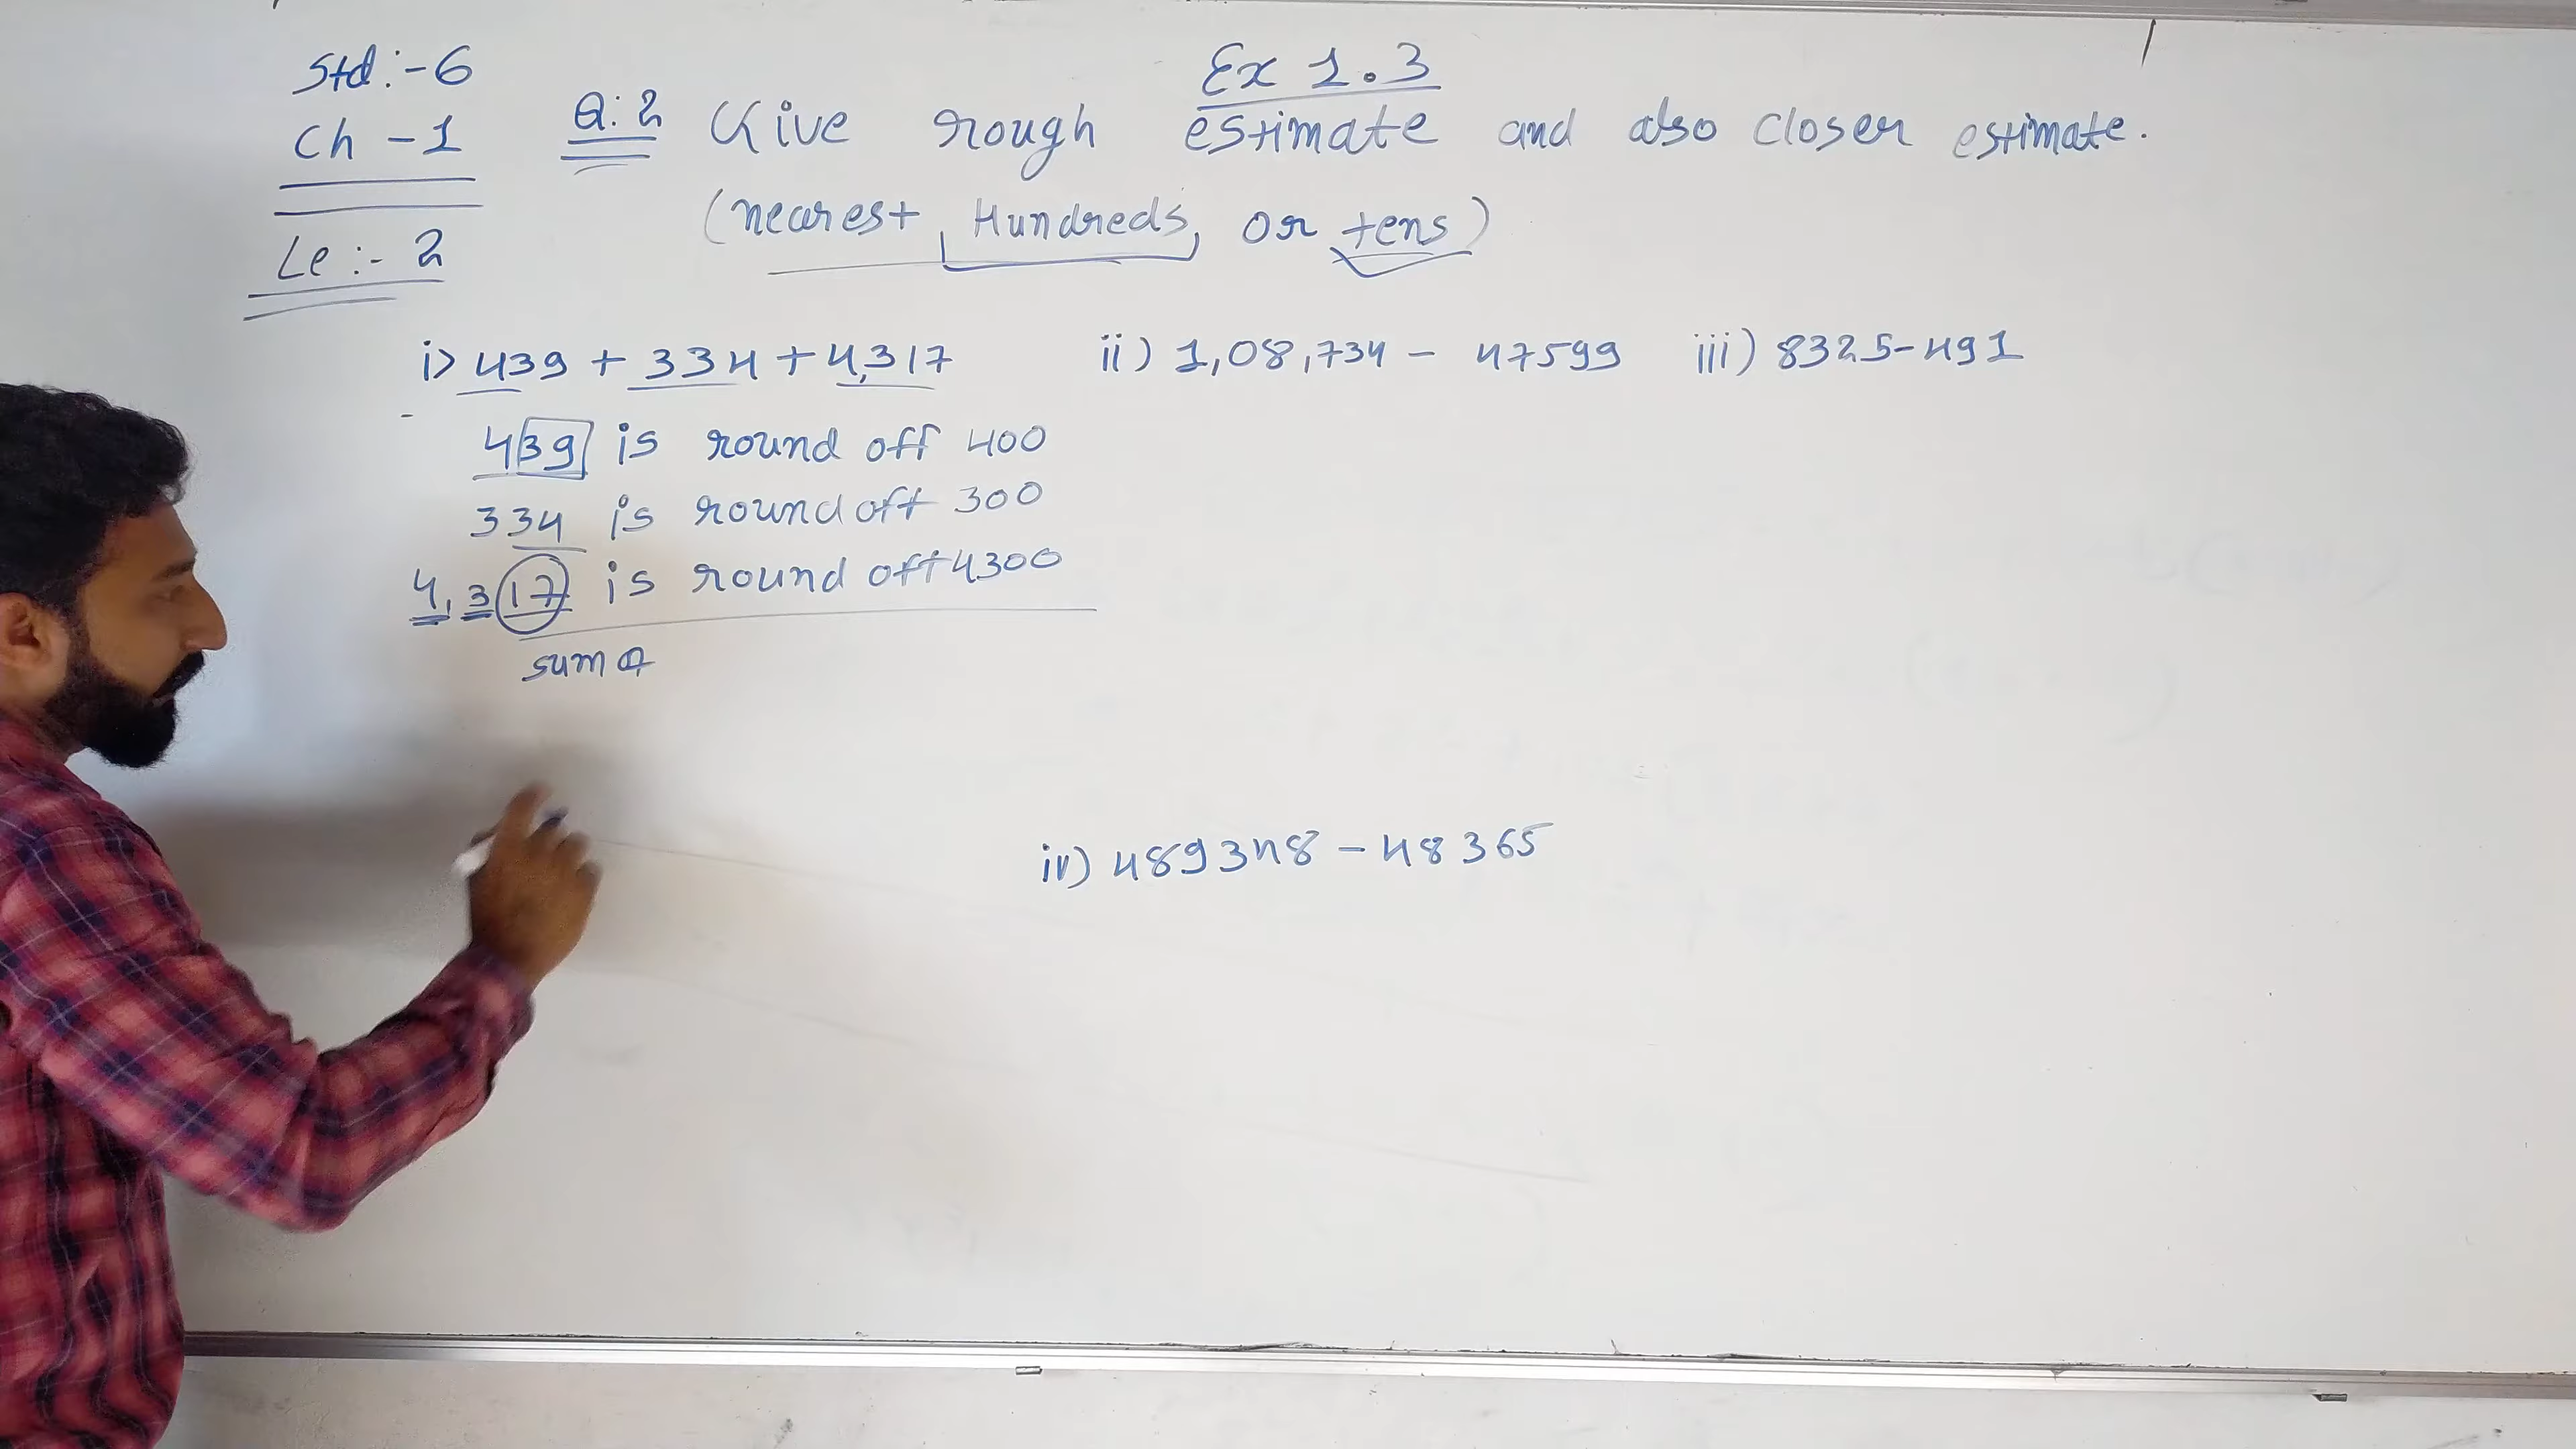 Std:-6
Ch -1
Le:- 2
Ex 1.3
Q:2 Give rough estimate and also closer estimate.
(nearest Hundreds, or tens)
i> 439 + 334 + 4,317
ii) 1,08,734 - 47599
iii) 8325-491
439 is round off 400
334 is round off 300
4,317 is round off 4300
sum
iv) 489348 - 48365